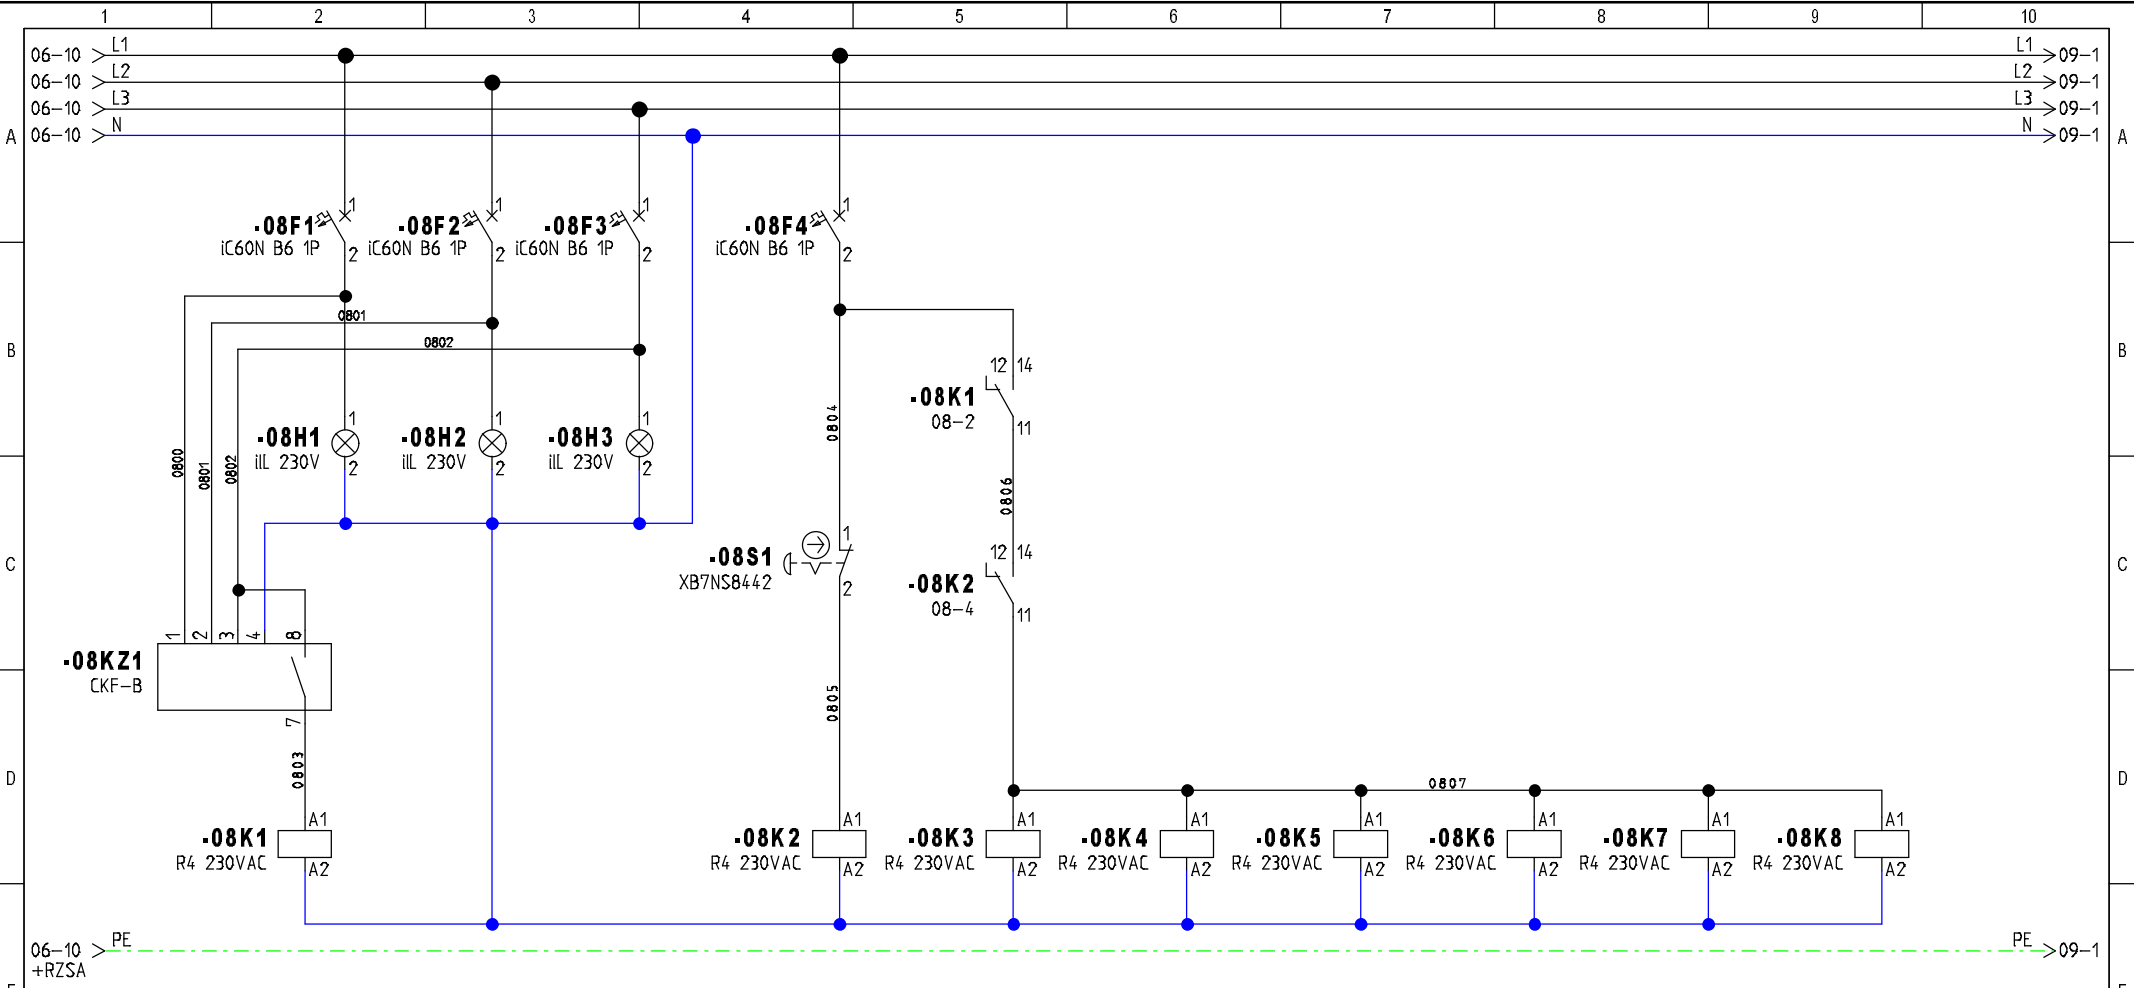 1 2 3 4 5 6 7 8 9 10
06-10 L1 L1 09-1
06-10 L2 L2 09-1
06-10 L3 L3 09-1
A 06-10 N N 09-1 A
1 1 1 1
-08F1 -08F2 -08F3 -08F4
iC60N B6 1P iC60N B6 1P iC60N B6 1P iC60N B6 1P
2 2 2 2
0801
0802
B B
12 14
-08K1
08-2
11
0804
1 1 1
-08H1 -08H2 -08H3
iIL 230V iIL 230V iIL 230V
2 2 2
0800 0801 0802
0806
1
-08S1
XB7NS8442
2
12 14
-08K2
08-4
11
C C
1 2 3 4 8
-08KZ1
CKF-B
7
0805
0803
D D
0807
A1 A1 A1 A1 A1 A1 A1 A1
-08K1 -08K2 -08K3 -08K4 -08K5 -08K6 -08K7 -08K8
R4 230VAC R4 230VAC R4 230VAC R4 230VAC R4 230VAC R4 230VAC R4 230VAC R4 230VAC
A2 A2 A2 A2 A2 A2 A2 A2
06-10 PE PE 09-1
+RZSA